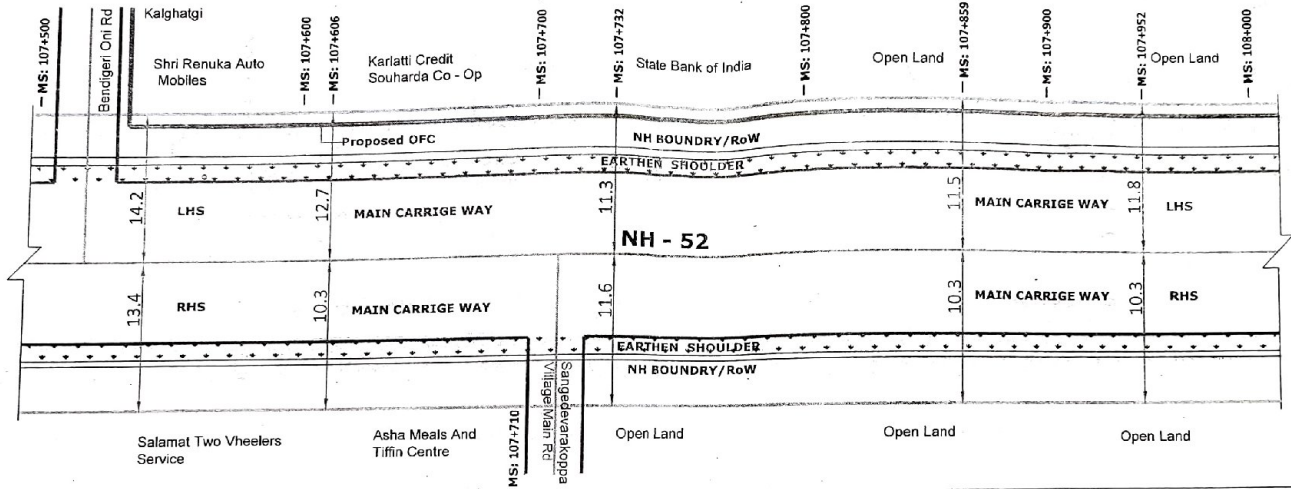 MS: 107+500
Bendigeri Oni Rd
Kalghatgi
Shri Renuka Auto
Mobiles
MS: 107+600
MS: 107+606
Karlatti Credit
Souharda Co - Op
MS: 107+700
MS: 107+732
State Bank of India
MS: 107+800
Open Land
MS: 107+859
MS: 107+900
MS: 107+952
Open Land
MS: 108+000
Proposed OFC
NH BOUNDRY/RoW
EARTHEN SHOULDER
14.2
LHS
12.7
MAIN CARRIGE WAY
11.3
11.5
MAIN CARRIGE WAY
11.8
LHS
NH - 52
13.4
RHS
10.3
MAIN CARRIGE WAY
11.6
10.3
MAIN CARRIGE WAY
10.3
RHS
EARTHEN SHOULDER
NH BOUNDRY/RoW
Salamat Two Vheelers
Service
Asha Meals And
Tiffin Centre
MS: 107+710
Sangedevarakoppa
Village Main Rd
Open Land
Open Land
Open Land